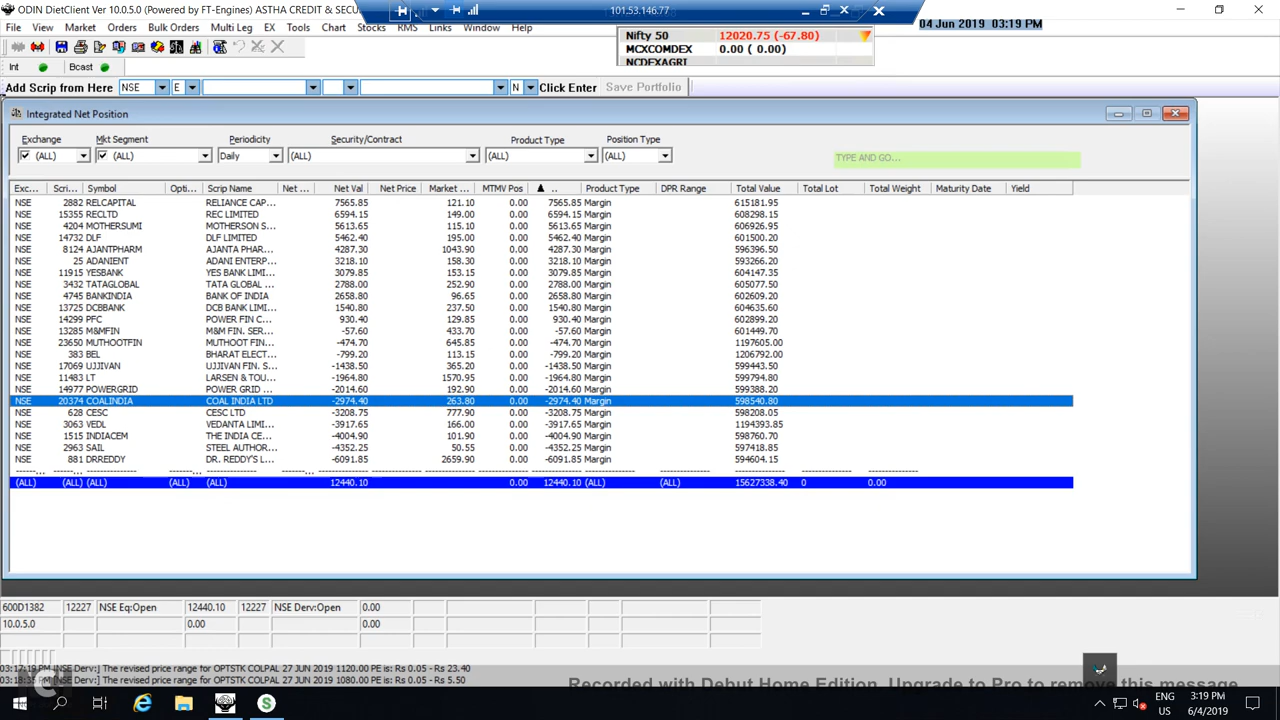 ODIN DietClient Ver 10.0.5.0 (Powered by FT-Engines) ASTHA CREDIT & SECU
101.53.146.77
04 Jun 2019 03:19 PM
File View Market Orders Bulk Orders Multi Leg EX Tools Chart Stocks RMS Links Window Help
Nifty 50 12020.75 (-67.80)
MCXCOMDEX 0.00 ( 0.00)
NCDEXAGRI
Int Bcast
Add Scrip from Here NSE E N Click Enter Save Portfolio
Integrated Net Position
Exchange Mkt Segment Periodicity Security/Contract Product Type Position Type
(ALL) (ALL) Daily (ALL) (ALL) (ALL) TYPE AND GO...
Exc... Scri... Symbol Opti... Scrip Name Net ... Net Val Net Price Market ... MTMV Pos .. Product Type DPR Range Total Value Total Lot Total Weight Maturity Date Yield
NSE 2882 RELCAPITAL RELIANCE CAP... 7565.85 121.10 0.00 7565.85 Margin 615181.95
NSE 15355 RECLTD REC LIMITED 6594.15 149.00 0.00 6594.15 Margin 608298.15
NSE 4204 MOTHERSUMI MOTHERSON S... 5613.65 115.10 0.00 5613.65 Margin 606926.95
NSE 14732 DLF DLF LIMITED 5462.40 195.00 0.00 5462.40 Margin 601500.20
NSE 8124 AJANTPHARM AJANTA PHAR... 4287.30 1043.90 0.00 4287.30 Margin 596396.50
NSE 25 ADANIENT ADANI ENTERP... 3218.10 158.30 0.00 3218.10 Margin 593266.20
NSE 11915 YESBANK YES BANK LIMI... 3079.85 153.15 0.00 3079.85 Margin 604147.35
NSE 3432 TATAGLOBAL TATA GLOBAL ... 2788.00 252.90 0.00 2788.00 Margin 605077.50
NSE 4745 BANKINDIA BANK OF INDIA 2658.80 96.65 0.00 2658.80 Margin 602609.20
NSE 13725 DCBBANK DCB BANK LIMI... 1540.80 237.50 0.00 1540.80 Margin 604635.60
NSE 14299 PFC POWER FIN C... 930.40 129.85 0.00 930.40 Margin 602899.20
NSE 13285 M&MFIN M&M FIN. SER... -57.60 433.70 0.00 -57.60 Margin 601449.70
NSE 23650 MUTHOOTFIN MUTHOOT FIN... -474.70 645.85 0.00 -474.70 Margin 1197605.00
NSE 383 BEL BHARAT ELECT... -799.20 113.15 0.00 -799.20 Margin 1206792.00
NSE 17069 UJJIVAN UJJIVAN FIN. S... -1438.50 365.20 0.00 -1438.50 Margin 599443.50
NSE 11483 LT LARSEN & TOU... -1964.80 1570.95 0.00 -1964.80 Margin 599794.80
NSE 14977 POWERGRID POWER GRID ... -2014.60 192.90 0.00 -2014.60 Margin 599388.20
NSE 20374 COALINDIA COAL INDIA LTD -2974.40 263.80 0.00 -2974.40 Margin 598540.80
NSE 628 CESC CESC LTD -3208.75 777.90 0.00 -3208.75 Margin 598208.05
NSE 3063 VEDL VEDANTA LIMI... -3917.65 166.00 0.00 -3917.65 Margin 1194393.85
NSE 1515 INDIACEM THE INDIA CE... -4004.90 101.90 0.00 -4004.90 Margin 598760.70
NSE 2963 SAIL STEEL AUTHOR... -4352.25 50.55 0.00 -4352.25 Margin 597418.85
NSE 881 DRREDDY DR. REDDY'S L... -6091.85 2659.90 0.00 -6091.85 Margin 594604.15
(ALL) (ALL) (ALL) (ALL) (ALL) 12440.10 0.00 12440.10 (ALL) (ALL) 15627338.40 0 0.00
600D1382 12227 NSE Eq:Open 12440.10 12227 NSE Derv:Open 0.00
10.0.5.0 0.00 0.00
03:17:19 PM [NSE Derv:] The revised price range for OPTSTK COLPAL 27 JUN 2019 1120.00 PE is: Rs 0.05 - Rs 23.40
03:18:35 PM [NSE Derv:] The revised price range for OPTSTK COLPAL 27 JUN 2019 1080.00 PE is: Rs 0.05 - Rs 5.50
Recorded with Debut Home Edition. Upgrade to Pro to remove this message
ENG 3:19 PM
US 6/4/2019